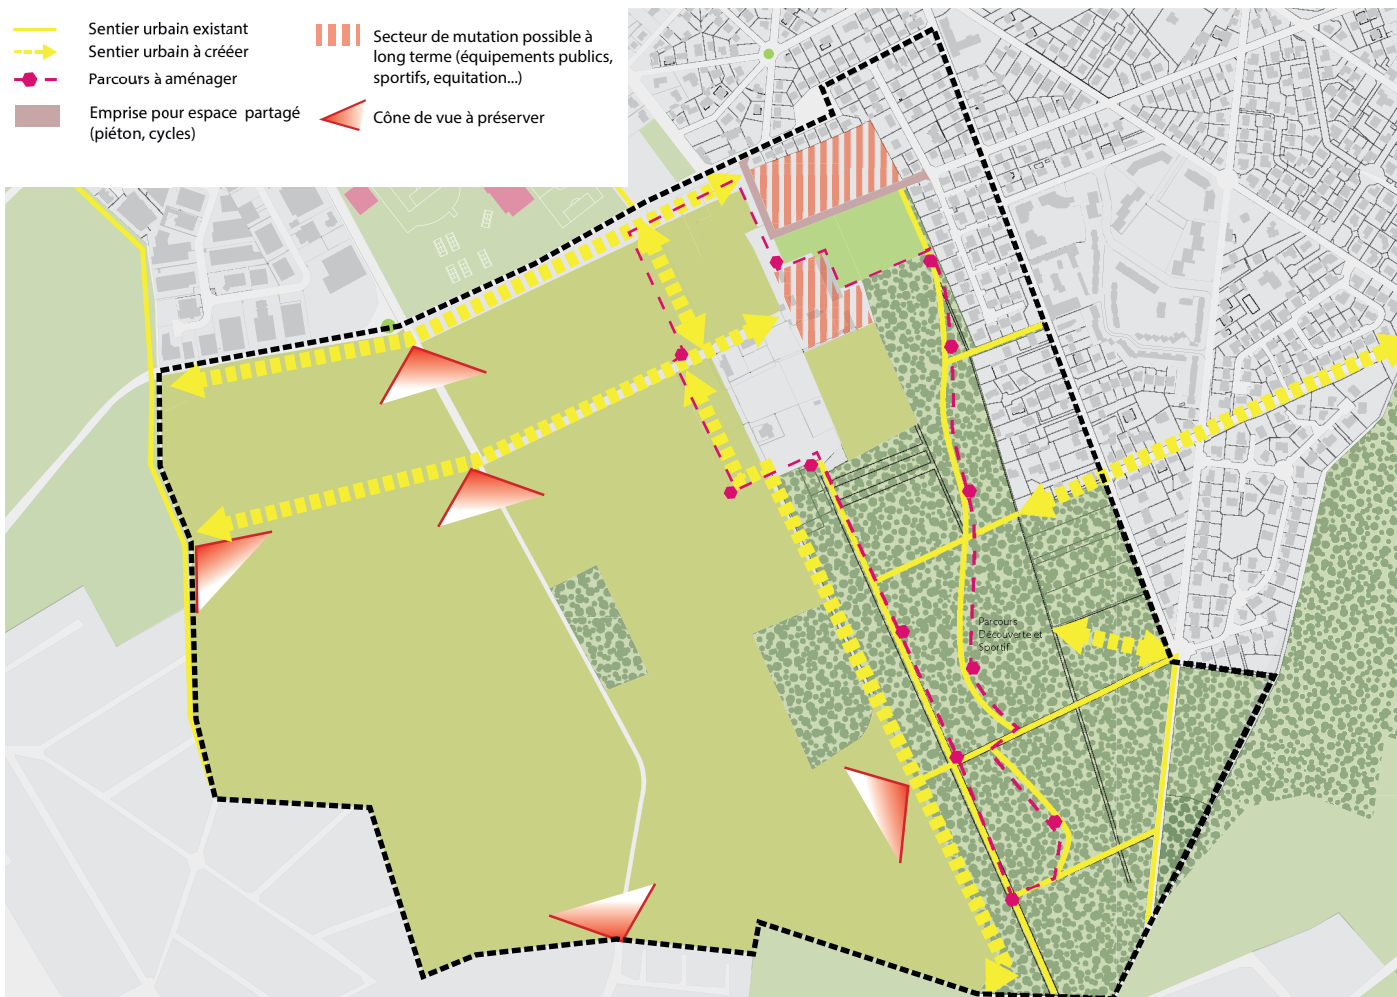 Sentier urbain existant
Sentier urbain à crééer
Parcours à aménager
Emprise pour espace partagé
(piéton, cycles)
Secteur de mutation possible à
long terme (équipements publics,
sportifs, equitation...)
Cône de vue à préserver
Parcours
Découverte et
Sportif